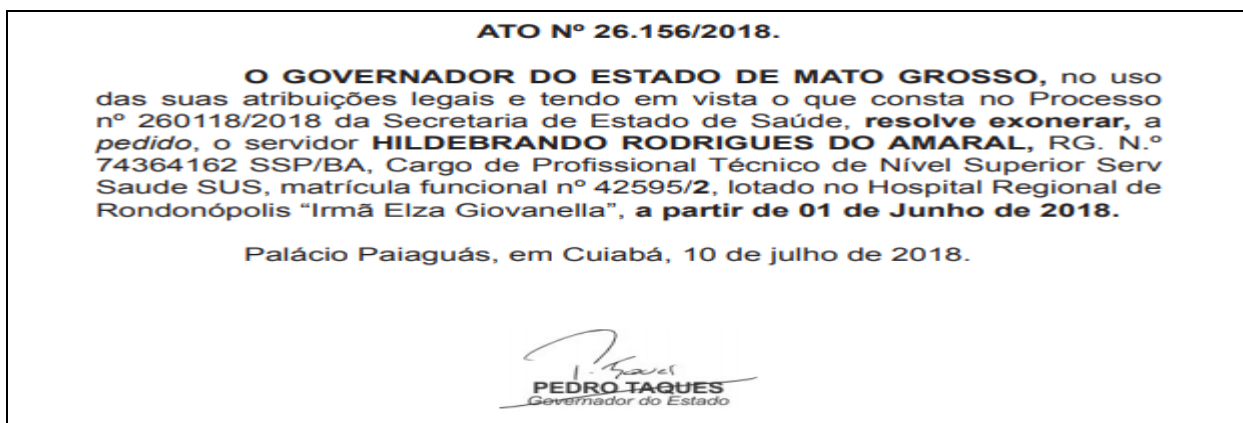 ATO Nº 26.156/2018.
O GOVERNADOR DO ESTADO DE MATO GROSSO, no uso
das suas atribuições legais e tendo em vista o que consta no Processo
nº 260118/2018 da Secretaria de Estado de Saúde, resolve exonerar, a
pedido, o servidor HILDEBRANDO RODRIGUES DO AMARAL, RG. N.º
74364162 SSP/BA, Cargo de Profissional Técnico de Nível Superior Serv
Saude SUS, matrícula funcional nº 42595/2, lotado no Hospital Regional de
Rondonópolis “Irmã Elza Giovanella”, a partir de 01 de Junho de 2018.
Palácio Paiaguás, em Cuiabá, 10 de julho de 2018.
PEDRO TAQUES
Governador do Estado